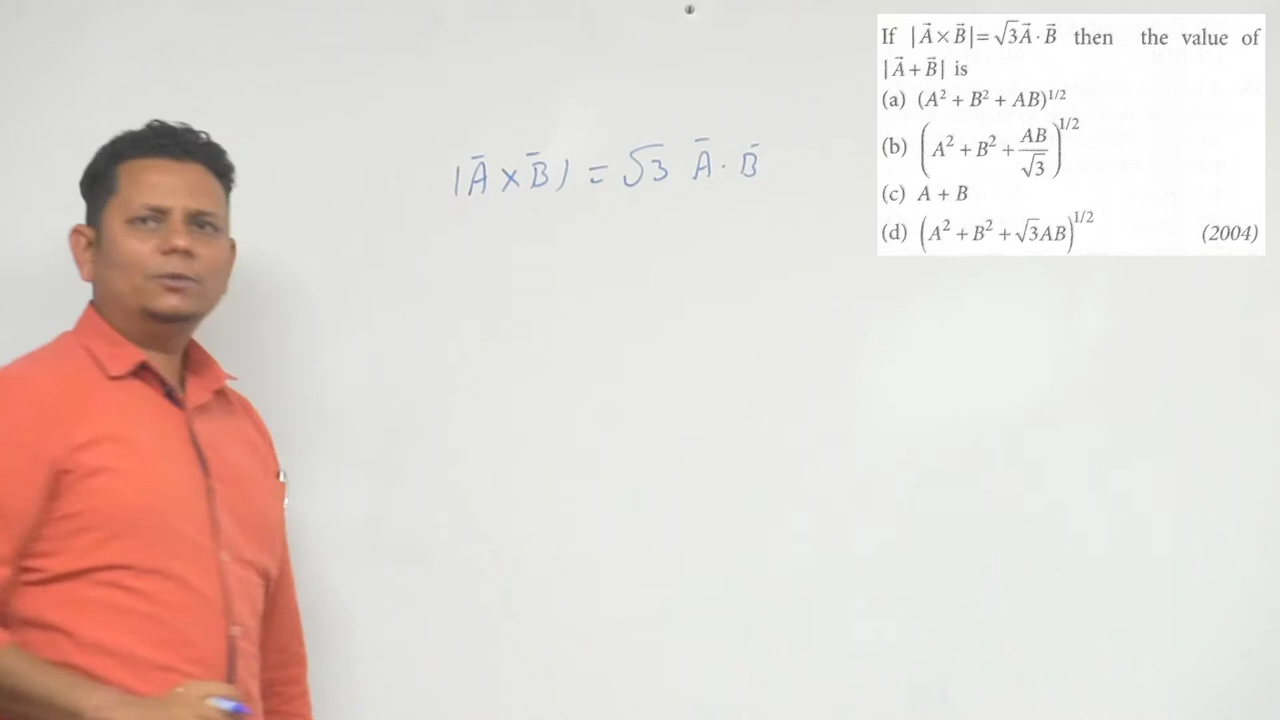 If |A⃗ × B⃗| = √3A⃗ · B⃗ then the value of
|A⃗ + B⃗| is
(a) (A² + B² + AB)^1/2
(b) (A² + B² + AB/√3)^1/2
(c) A + B
(d) (A² + B² + √3AB)^1/2 (2004)
|A̅ × B̅| = √3 A̅ · B̅